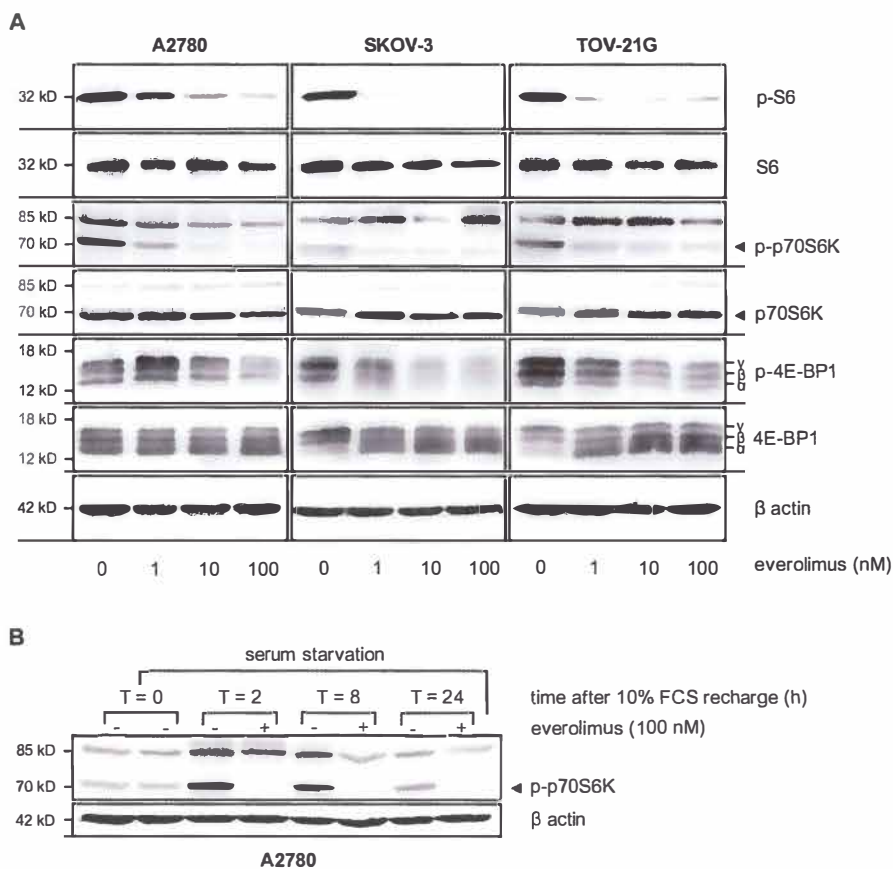 A
A2780 SKOV-3 TOV-21G
32 kD p-S6
32 kD S6
85 kD
70 kD p-p70S6K
85 kD
70 kD p70S6K
18 kD
γ
β p-4E-BP1
α
12 kD
18 kD
γ
β 4E-BP1
α
12 kD
42 kD β actin
0 1 10 100 0 1 10 100 0 1 10 100 everolimus (nM)
B
serum starvation
T = 0 T = 2 T = 8 T = 24 time after 10% FCS recharge (h)
- - - + - + - + everolimus (100 nM)
85 kD
70 kD p-p70S6K
42 kD β actin
A2780